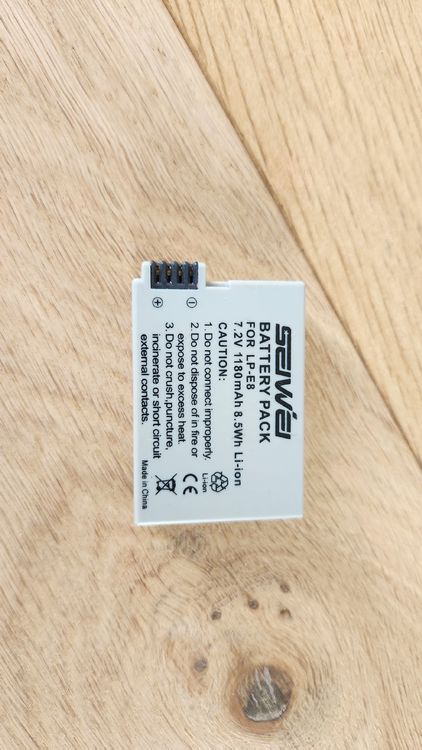 SEIWEI
BATTERY PACK
FOR LP-E8
7.2V 1180mAh 8.5Wh Li-ion
CAUTION:
1. Do not connect improperly.
2. Do not dispose of in fire or
expose to excess heat.
3. Do not crush,puncture,
incinerate or short circuit
external contacts.
Li-ion
CE
Made in China
+
-